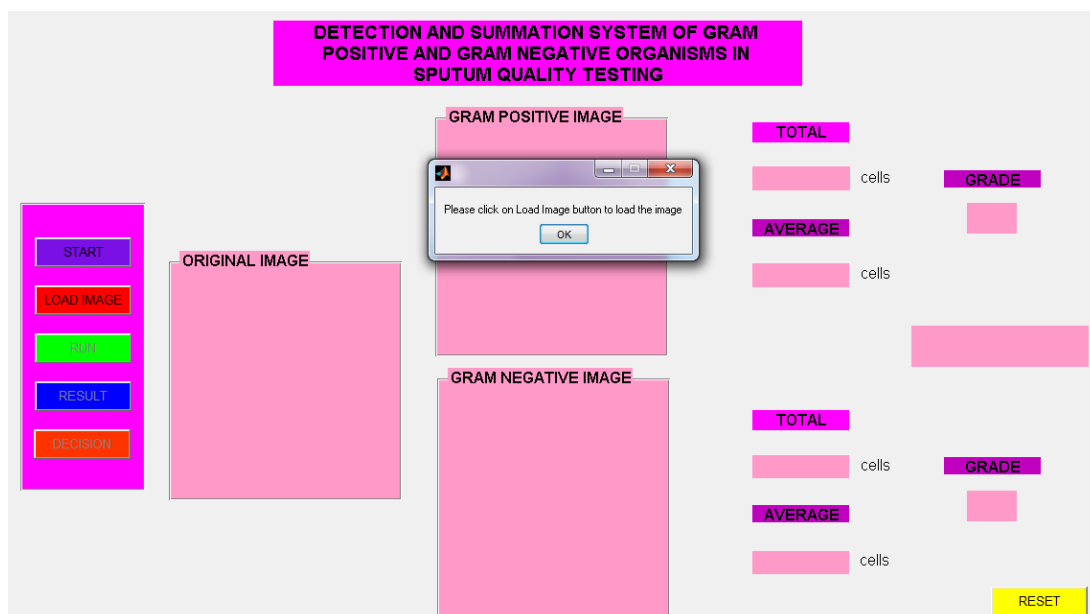 DETECTION AND SUMMATION SYSTEM OF GRAM
POSITIVE AND GRAM NEGATIVE ORGANISMS IN
SPUTUM QUALITY TESTING
START
LOAD IMAGE
RUN
RESULT
DECISION
ORIGINAL IMAGE
GRAM POSITIVE IMAGE
Please click on Load Image button to load the image
OK
GRAM NEGATIVE IMAGE
TOTAL
cells
GRADE
AVERAGE
cells
TOTAL
cells
GRADE
AVERAGE
cells
RESET